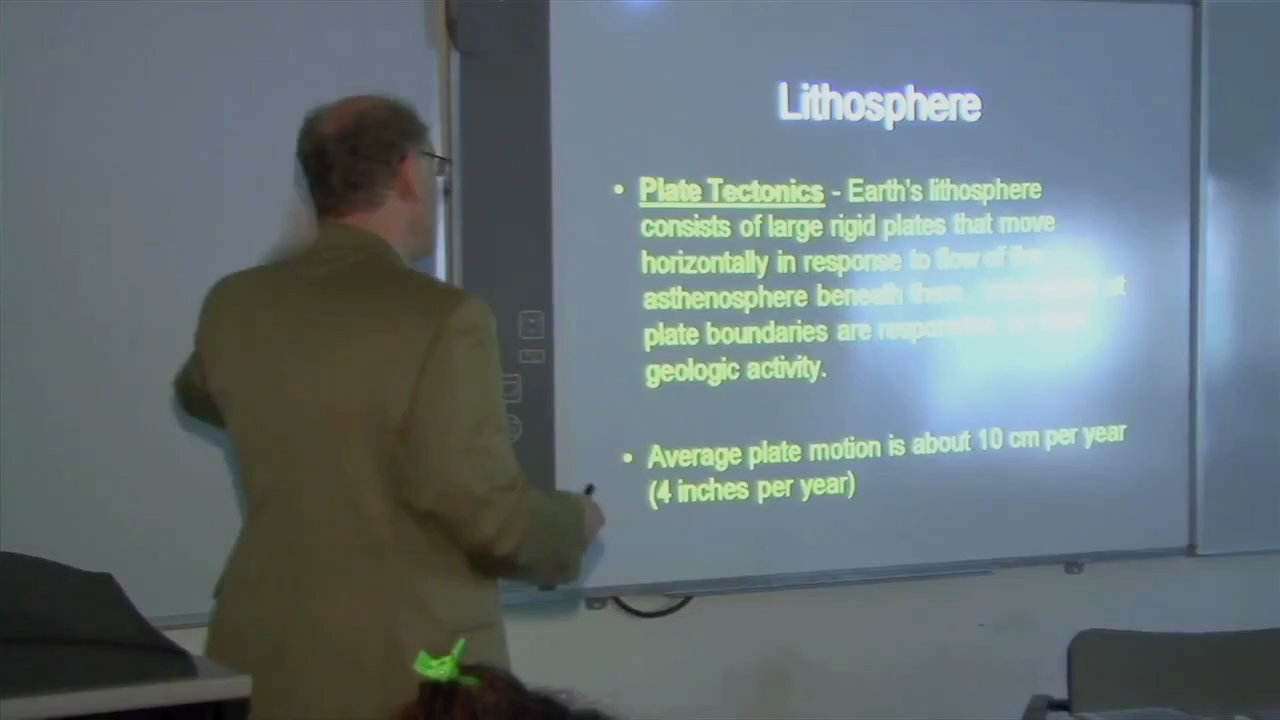 Lithosphere
• Plate Tectonics - Earth's lithosphere
consists of large rigid plates that move
horizontally in response to flow of the
asthenosphere beneath them. at
plate boundaries are
geologic activity.
• Average plate motion is about 10 cm per year
(4 inches per year)